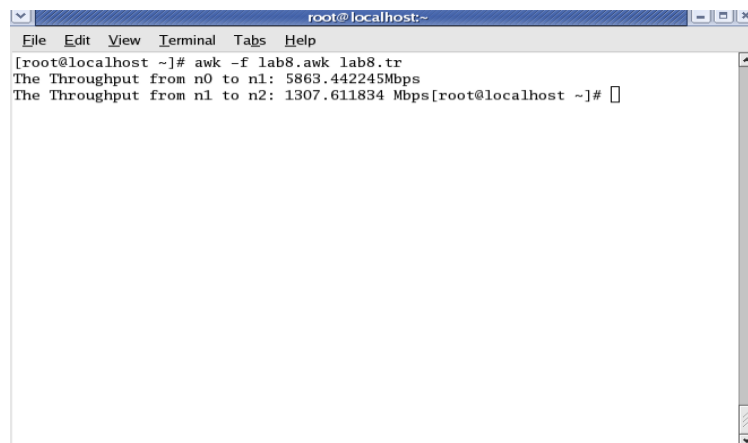 root@localhost:~
File Edit View Terminal Tabs Help
[root@localhost ~]# awk -f lab8.awk lab8.tr
The Throughput from n0 to n1: 5863.442245Mbps
The Throughput from n1 to n2: 1307.611834 Mbps[root@localhost ~]#